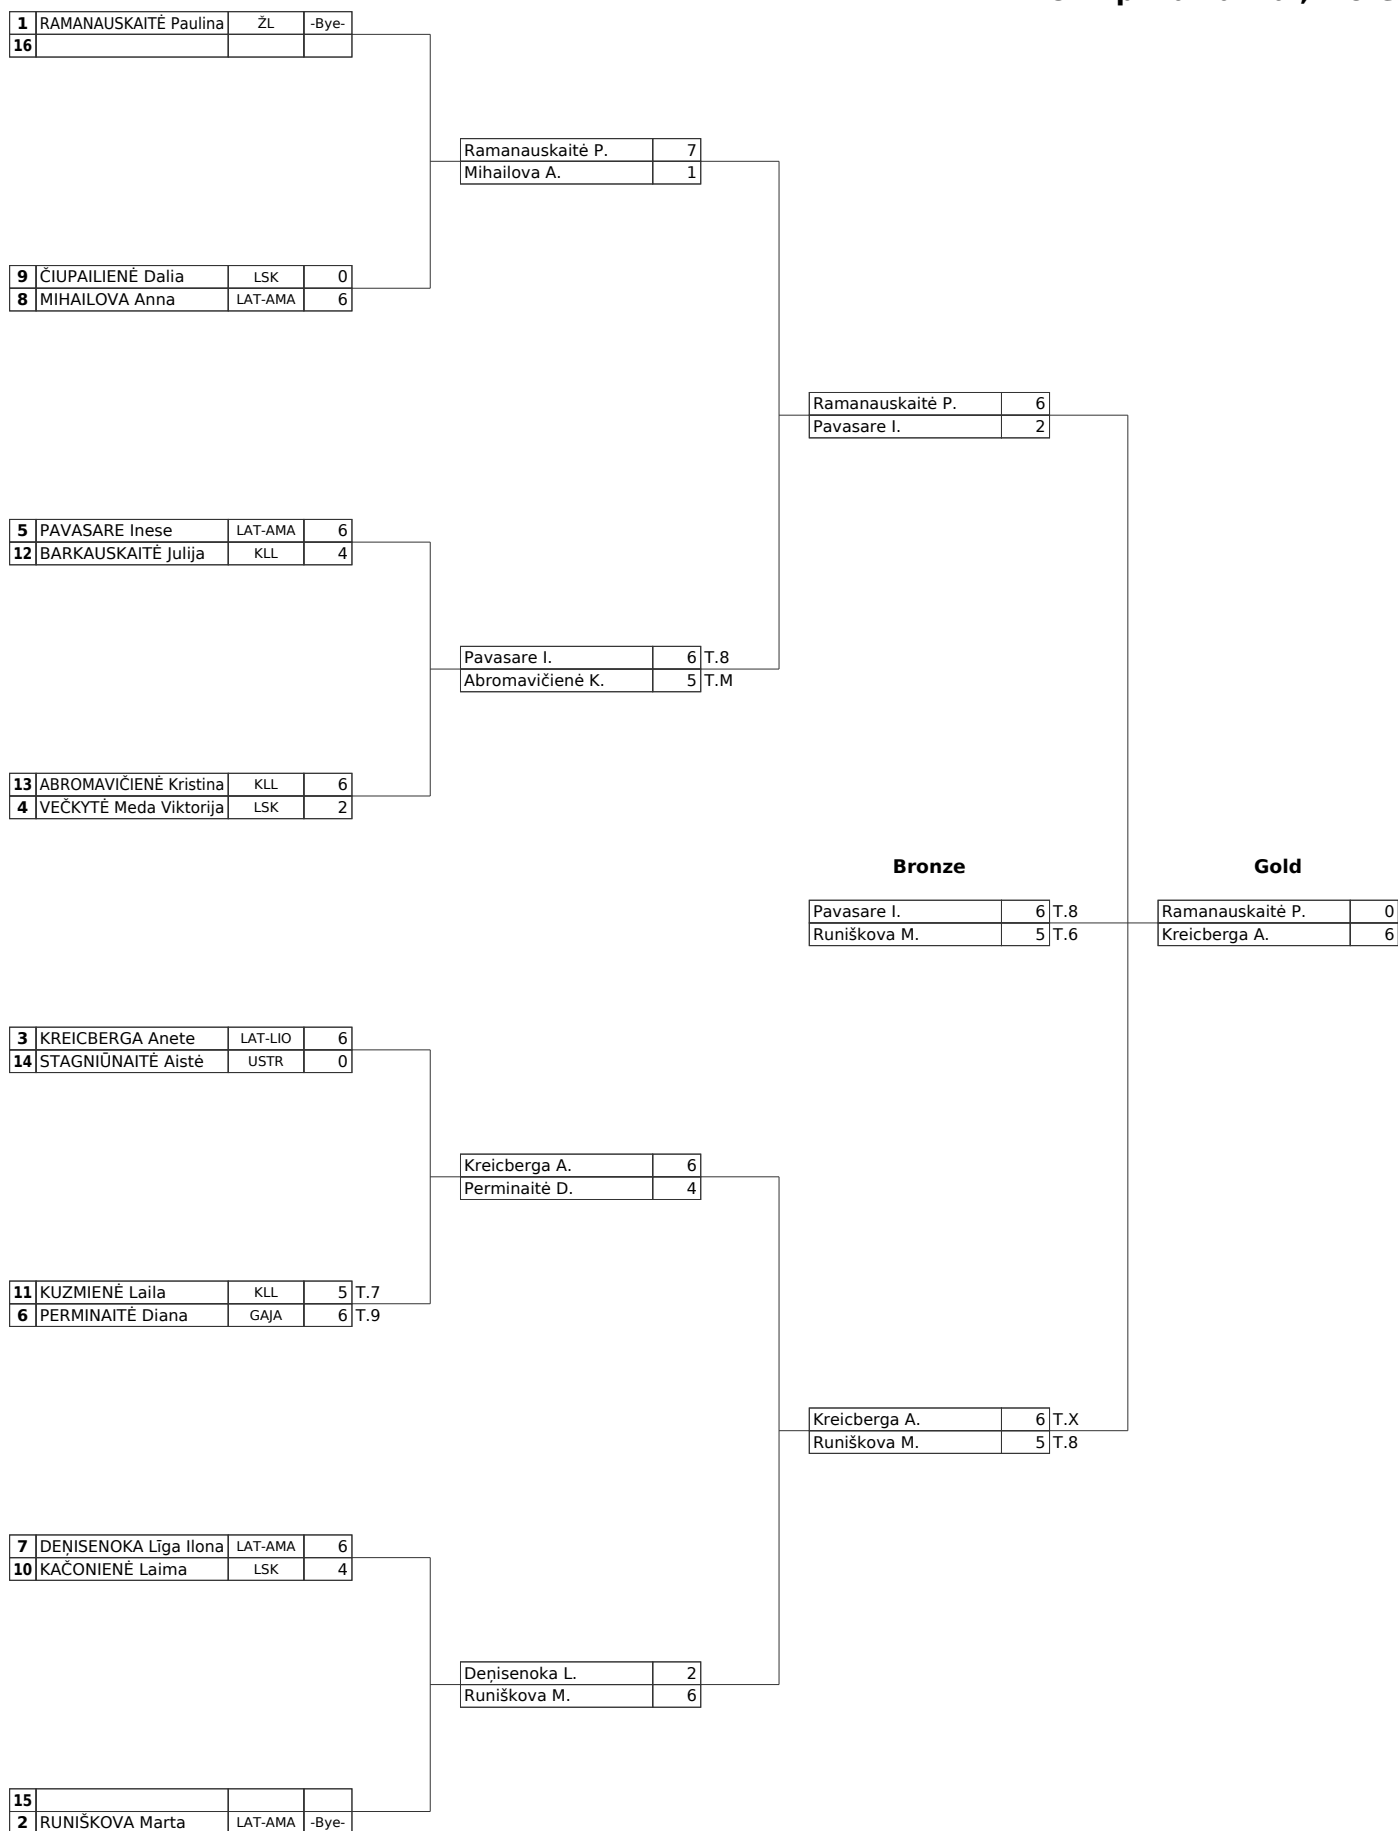 1 RAMANAUSKAITĖ Paulina ŽL -Bye-
16
Ramanauskaitė P. 7
Mihailova A. 1
9 ČIUPAILIENĖ Dalia LSK 0
8 MIHAILOVA Anna LAT-AMA 6
Ramanauskaitė P. 6
Pavasare I. 2
5 PAVASARE Inese LAT-AMA 6
12 BARKAUSKAITĖ Julija KLL 4
Pavasare I. 6 T.8
Abromavičienė K. 5 T.M
13 ABROMAVIČIENĖ Kristina KLL 6
4 VEČKYTĖ Meda Viktorija LSK 2
Bronze Gold
Pavasare I. 6 T.8 Ramanauskaitė P. 0
Runiškova M. 5 T.6 Kreicberga A. 6
3 KREICBERGA Anete LAT-LIO 6
14 STAGNIŪNAITĖ Aistė USTR 0
Kreicberga A. 6
Perminaitė D. 4
11 KUZMIENĖ Laila KLL 5 T.7
6 PERMINAITĖ Diana GAJA 6 T.9
Kreicberga A. 6 T.X
Runiškova M. 5 T.8
7 DEŅISENOKA Līga Ilona LAT-AMA 6
10 KAČONIENĖ Laima LSK 4
Deņisenoka L. 2
Runiškova M. 6
15
2 RUNIŠKOVA Marta LAT-AMA -Bye-